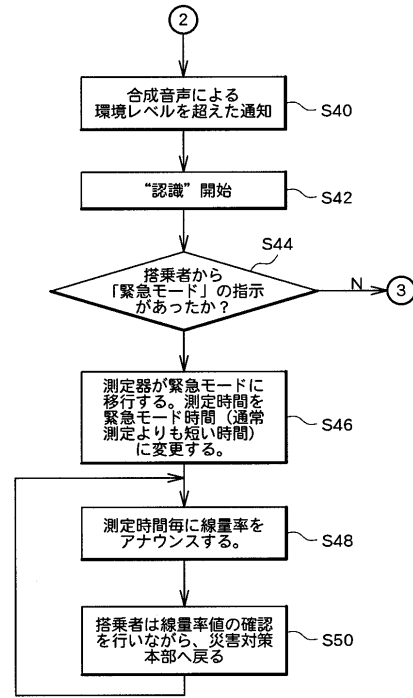 2
合成音声による
環境レベルを超えた通知
S40
“認識”開始
S42
S44
搭乗者から
「緊急モード」の指示
があったか?
N
3
測定器が緊急モードに
移行する。測定時間を
緊急モード時間（通常
測定よりも短い時間)
に変更する。
S46
測定時間毎に線量率を
アナウンスする。
S48
搭乗者は線量率値の確認
を行いながら、災害対策
本部へ戻る
S50